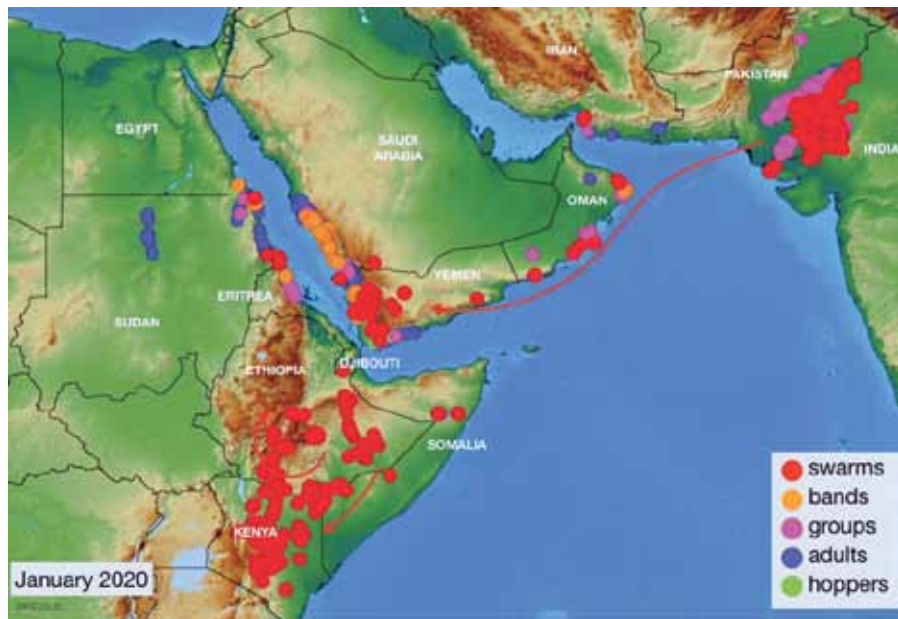 IRAN
PAKISTAN
EGYPT
SAUDI
ARABIA
INDIA
OMAN
YEMEN
ERITREA
SUDAN
DJIBOUTI
ETHIOPIA
SOMALIA
KENYA
swarms
bands
groups
adults
hoppers
January 2020